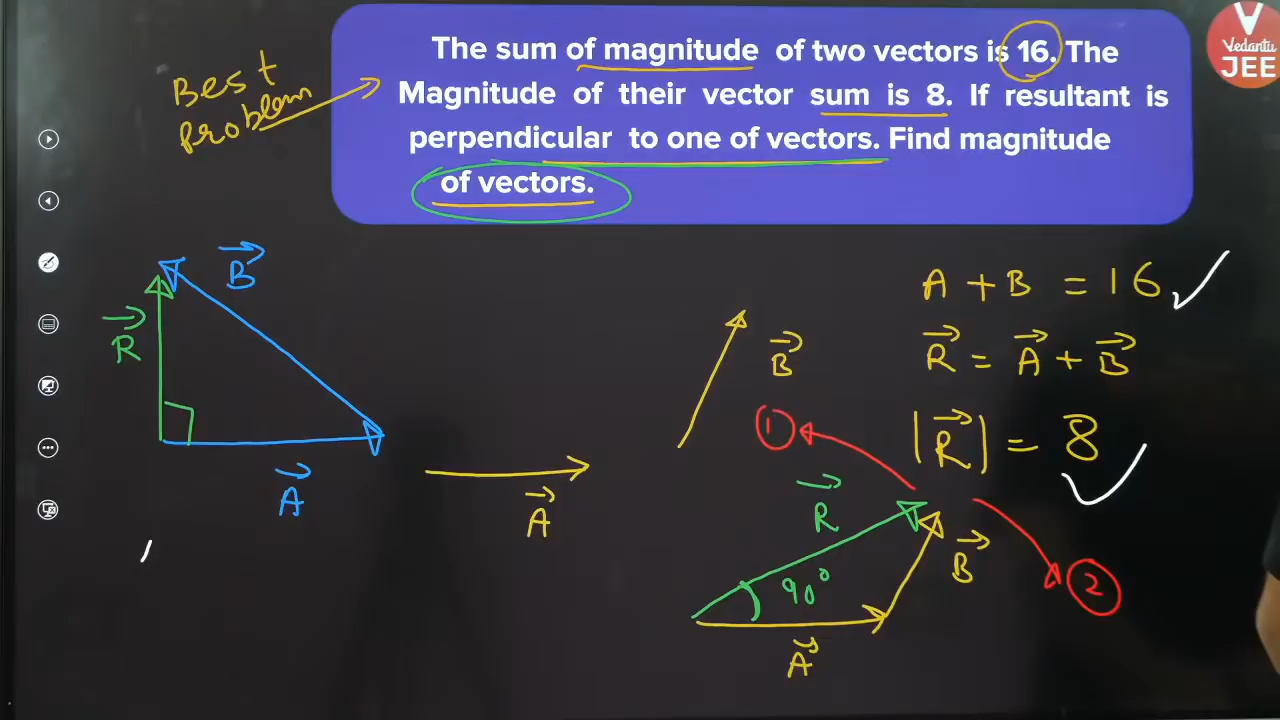 The sum of magnitude of two vectors is 16. The
Magnitude of their vector sum is 8. If resultant is
perpendicular to one of vectors. Find magnitude
of vectors.
Vedantu
JEE
Best
problem
B
R
A
A
B
A + B = 16
R = A + B
|R| = 8
1
R
90°
B
2
A